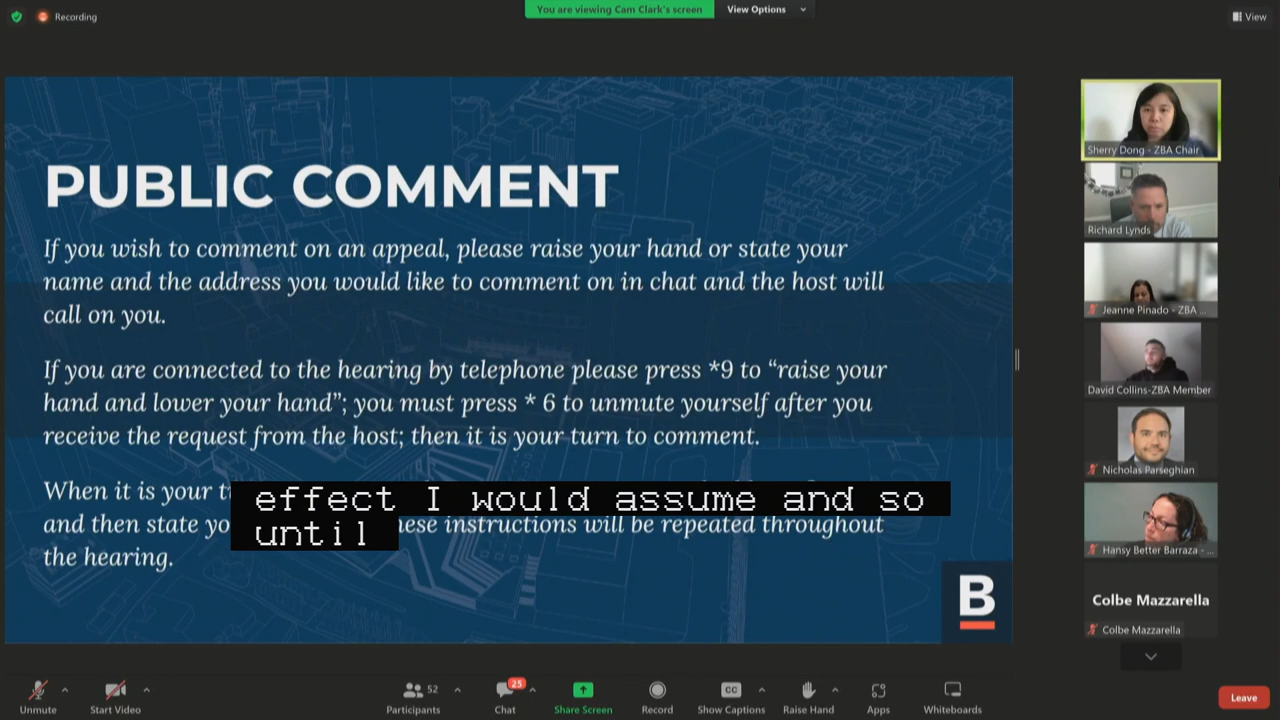 Recording
You are viewing Cam Clark's screen
View Options
View
PUBLIC COMMENT
If you wish to comment on an appeal, please raise your hand or state your
name and the address you would like to comment on in chat and the host will
call on you.
If you are connected to the hearing by telephone please press *9 to “raise your
hand and lower your hand”; you must press * 6 to unmute yourself after you
receive the request from the host; then it is your turn to comment.
When it is your
and then state instructions will be repeated throughout
the hearing.
effect I would assume and so
until
B
Sherry Dong - ZBA Chair
Richard Lynds
Jeanne Pinado - ZBA ...
David Collins-ZBA Member
Nicholas Parseghian
Hansy Better Barraza - ...
Colbe Mazzarella
Colbe Mazzarella
Unmute
Start Video
52
Participants
25
Chat
Share Screen
Record
CC
Show Captions
Raise Hand
Apps
Whiteboards
Leave